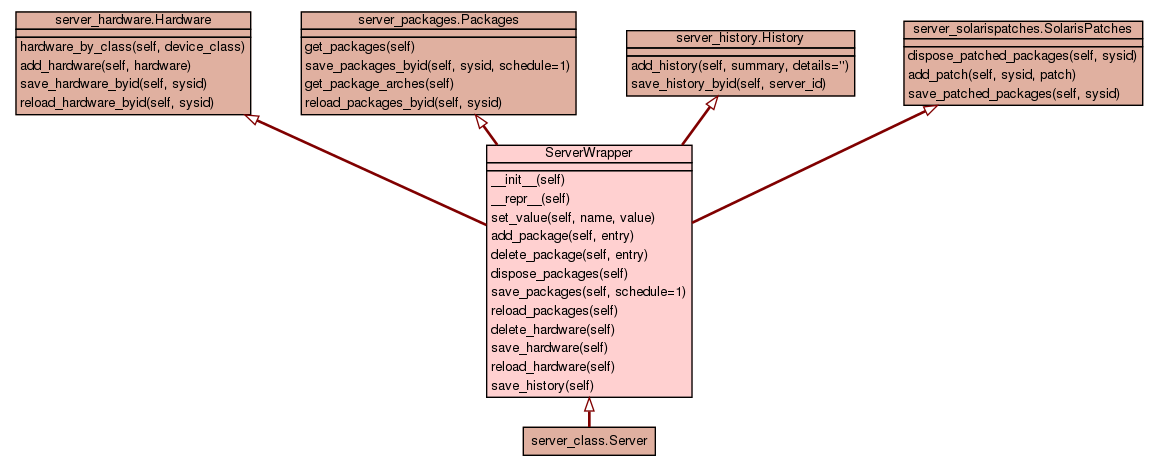 server_hardware.Hardware
hardware_by_class(self, device_class)
add_hardware(self, hardware)
save_hardware_byid(self, sysid)
reload_hardware_byid(self, sysid)
server_packages.Packages
get_packages(self)
save_packages_byid(self, sysid, schedule=1)
get_package_arches(self)
reload_packages_byid(self, sysid)
server_history.History
add_history(self, summary, details='')
save_history_byid(self, server_id)
server_solarispatches.SolarisPatches
dispose_patched_packages(self, sysid)
add_patch(self, sysid, patch)
save_patched_packages(self, sysid)
ServerWrapper
__init__(self)
__repr__(self)
set_value(self, name, value)
add_package(self, entry)
delete_package(self, entry)
dispose_packages(self)
save_packages(self, schedule=1)
reload_packages(self)
delete_hardware(self)
save_hardware(self)
reload_hardware(self)
save_history(self)
server_class.Server